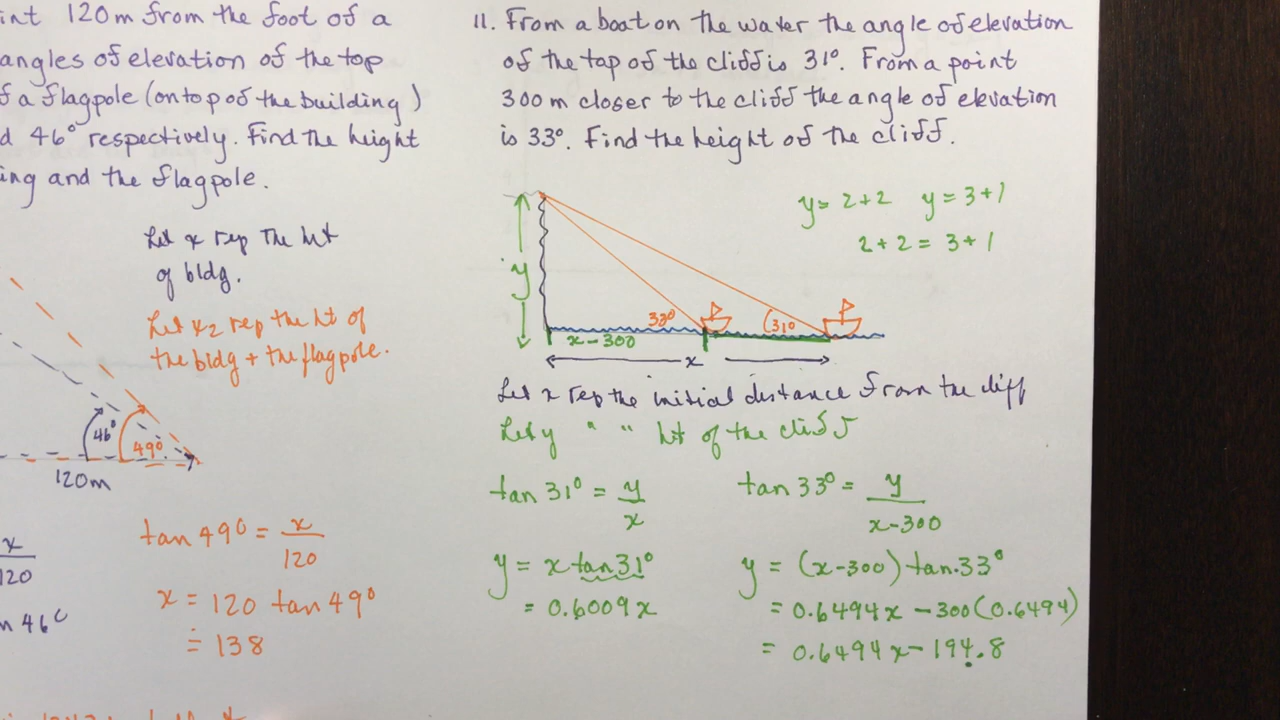 int 120m from the foot of a
angles of elevation of the top
f a flagpole (on top of the building)
d 46° respectively. Find the height
ing and the flagpole.
Let x rep the ht
of bldg.
Let x2 rep the ht of
the bldg + the flagpole.
46°
49°
120m
x
120
n 46°
tan 49° = x
120
x = 120 tan 49°
≐ 138
11. From a boat on the water the angle of elevation
of the top of the cliff is 31°. From a point
300 m closer to the cliff the angle of elevation
is 33°. Find the height of the cliff.
y = 2+2 y = 3+1
2+2 = 3+1
y
33°
(31°
x-300
x
Let x rep the initial distance from the cliff
Let y " " ht of the cliff
tan 31° = y
x
y = x tan 31°
= 0.6009x
tan 33° = y
x-300
y = (x-300) tan 33°
= 0.6494x - 300(0.6494)
= 0.6494x - 194.8